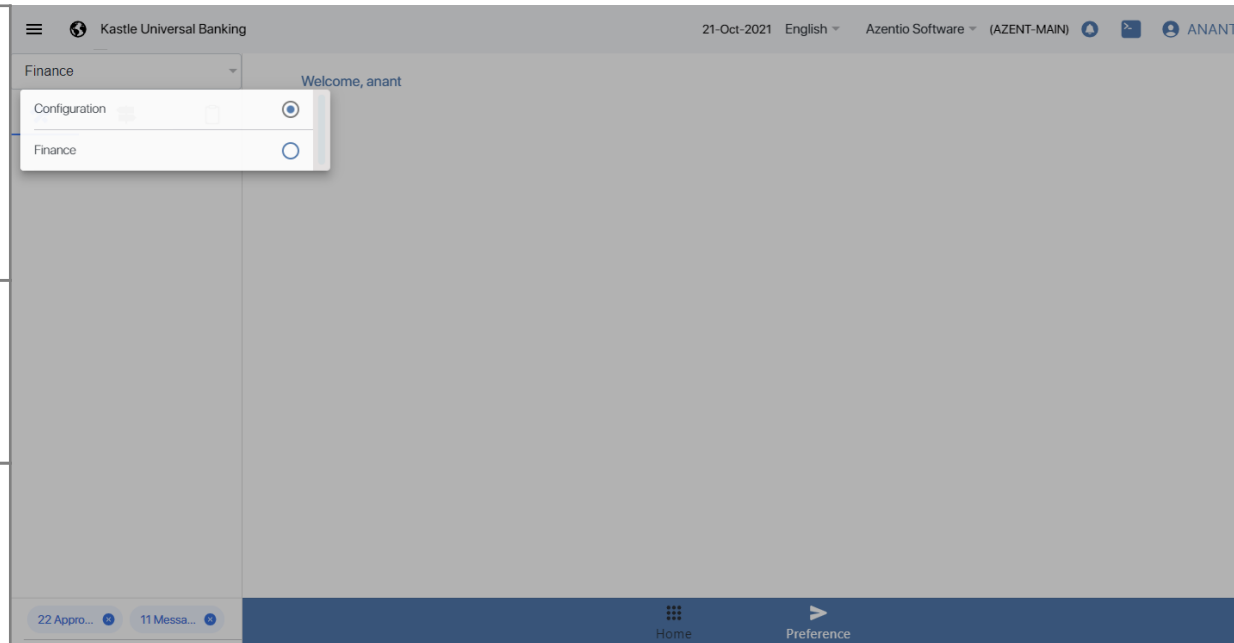 Kastle Universal Banking
21-Oct-2021 English Azentio Software (AZENT-MAIN) ANANT
Finance
Welcome, anant
Configuration
Finance
22 Appro... 11 Messa...
Home Preference